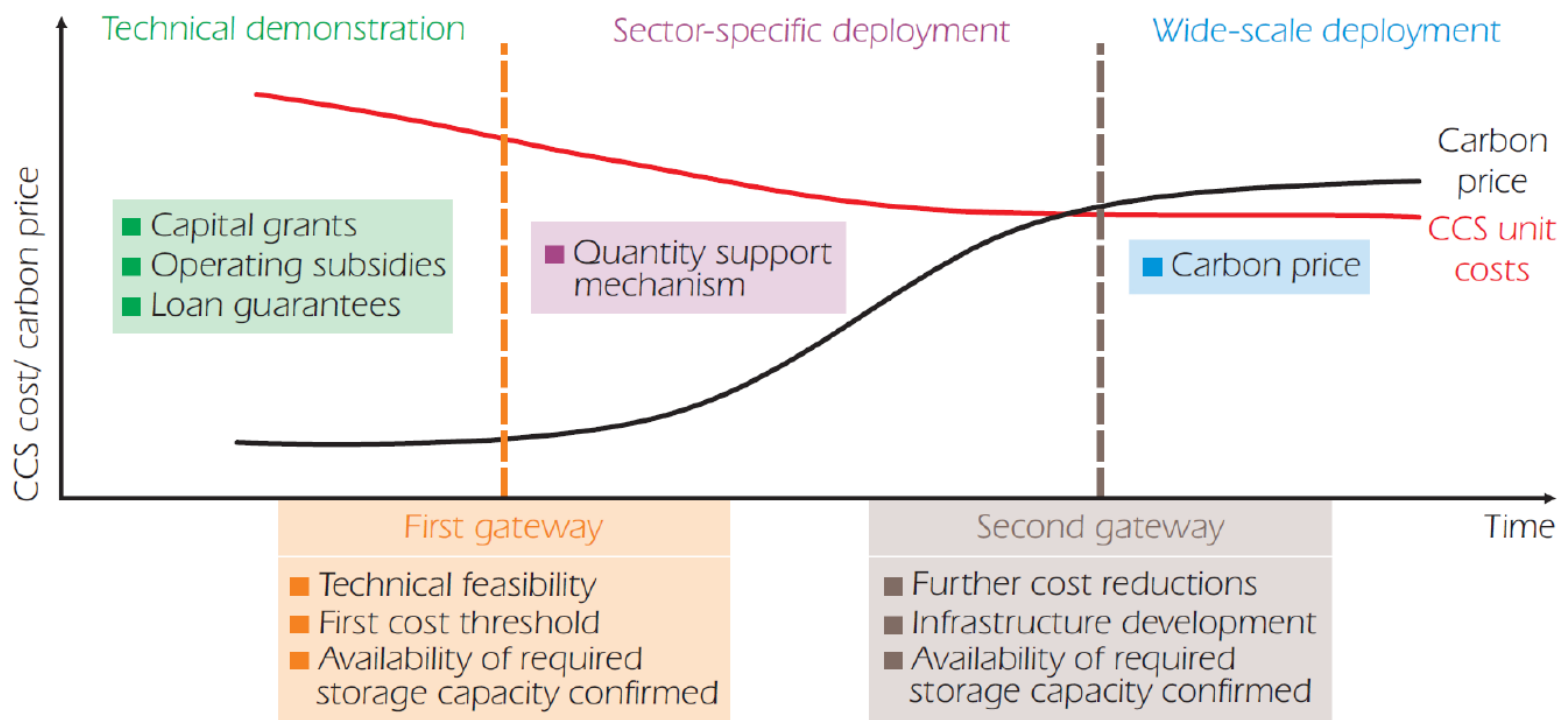 Technical demonstration
Sector-specific deployment
Wide-scale deployment
CCS cost/ carbon price
Capital grants
Operating subsidies
Loan guarantees
Quantity support
mechanism
Carbon price
Carbon
price
CCS unit
costs
Time
First gateway
Technical feasibility
First cost threshold
Availability of required
storage capacity confirmed
Second gateway
Further cost reductions
Infrastructure development
Availability of required
storage capacity confirmed